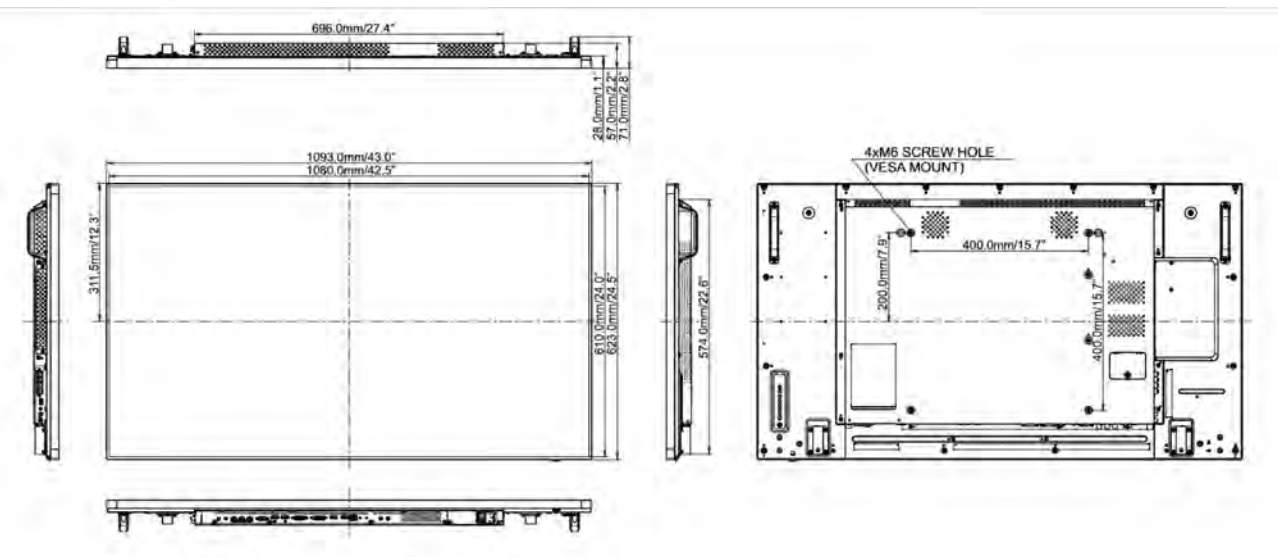 696.0mm/27.4"
28.0mm/1.1"
57.0mm/2.2"
71.0mm/2.8"
1093.0mm/43.0"
1080.0mm/42.5"
311.5mm/12.3"
610.0mm/24.0"
623.0mm/24.5"
574.0mm/22.6"
4xM6 SCREW HOLE
(VESA MOUNT)
400.0mm/15.7"
200.0mm/7.9"
400.0mm/15.7"